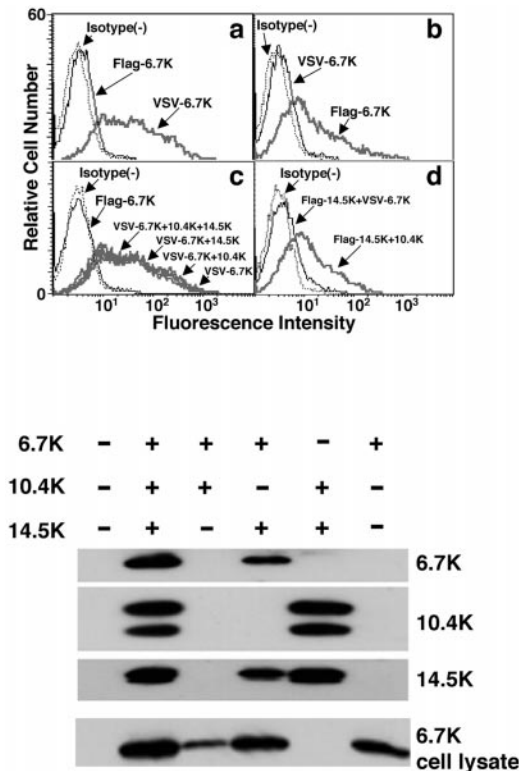 60
Relative Cell Number
0
a
Isotype(-)
Flag-6.7K
VSV-6.7K
b
Isotype(-)
VSV-6.7K
Flag-6.7K
c
Isotype(-)
Flag-6.7K
VSV-6.7K+10.4K+14.5K
VSV-6.7K+14.5K
VSV-6.7K+10.4K
VSV-6.7K
d
Isotype(-)
Flag-14.5K+VSV-6.7K
Flag-14.5K+10.4K
10¹ 10² 10³ 10¹ 10² 10³
Fluorescence Intensity
6.7K − + + + − +
10.4K − + + − + −
14.5K − + − + + −
6.7K
10.4K
14.5K
6.7K
cell lysate